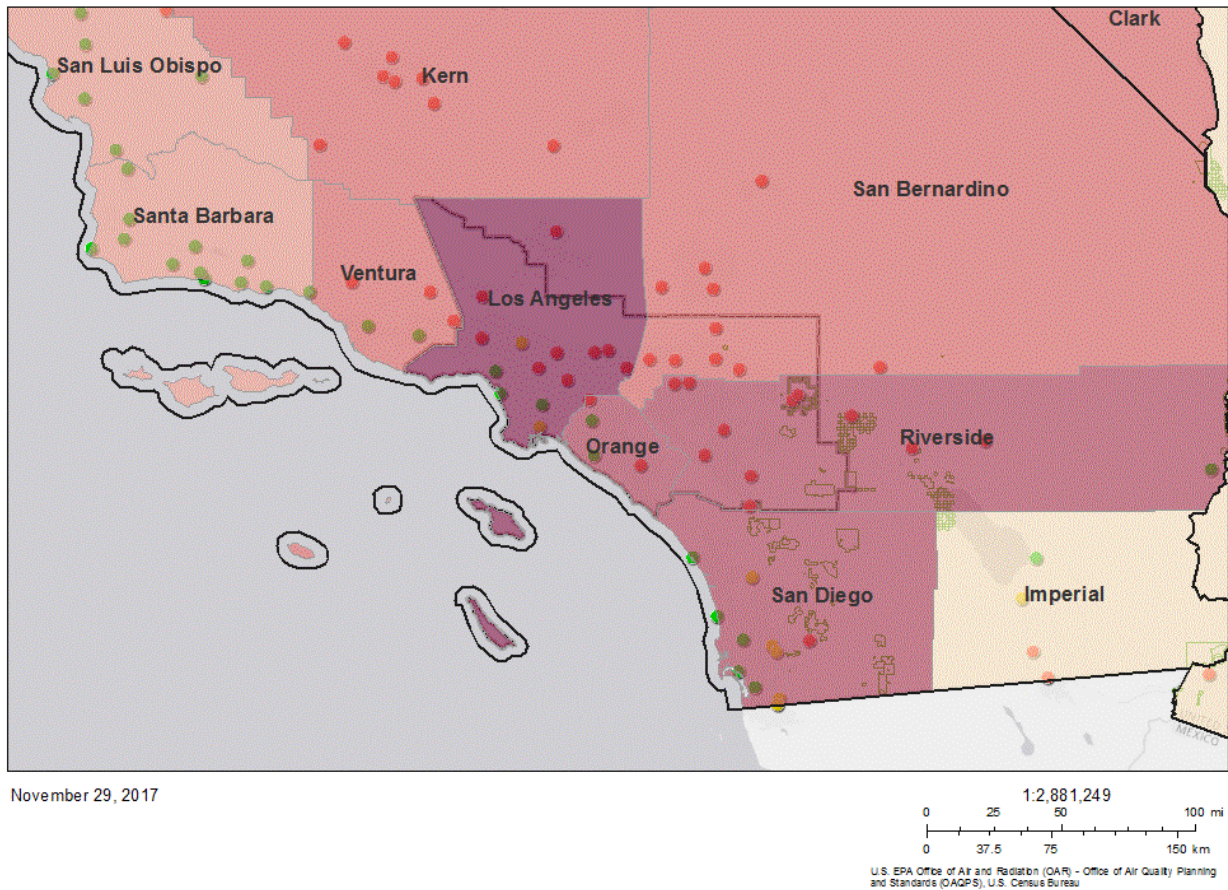 Clark
San Luis Obispo
Kern
San Bernardino
Santa Barbara
Ventura
Los Angeles
Riverside
Orange
San Diego
Imperial
UNITED
MEXICO
November 29, 2017
1:2,881,249
0 25 50 100 mi
0 37.5 75 150 km
U.S. EPA Office of Air and Radiation (OAR) - Office of Air Quality Planning
and Standards (OAQPS), U.S. Census Bureau